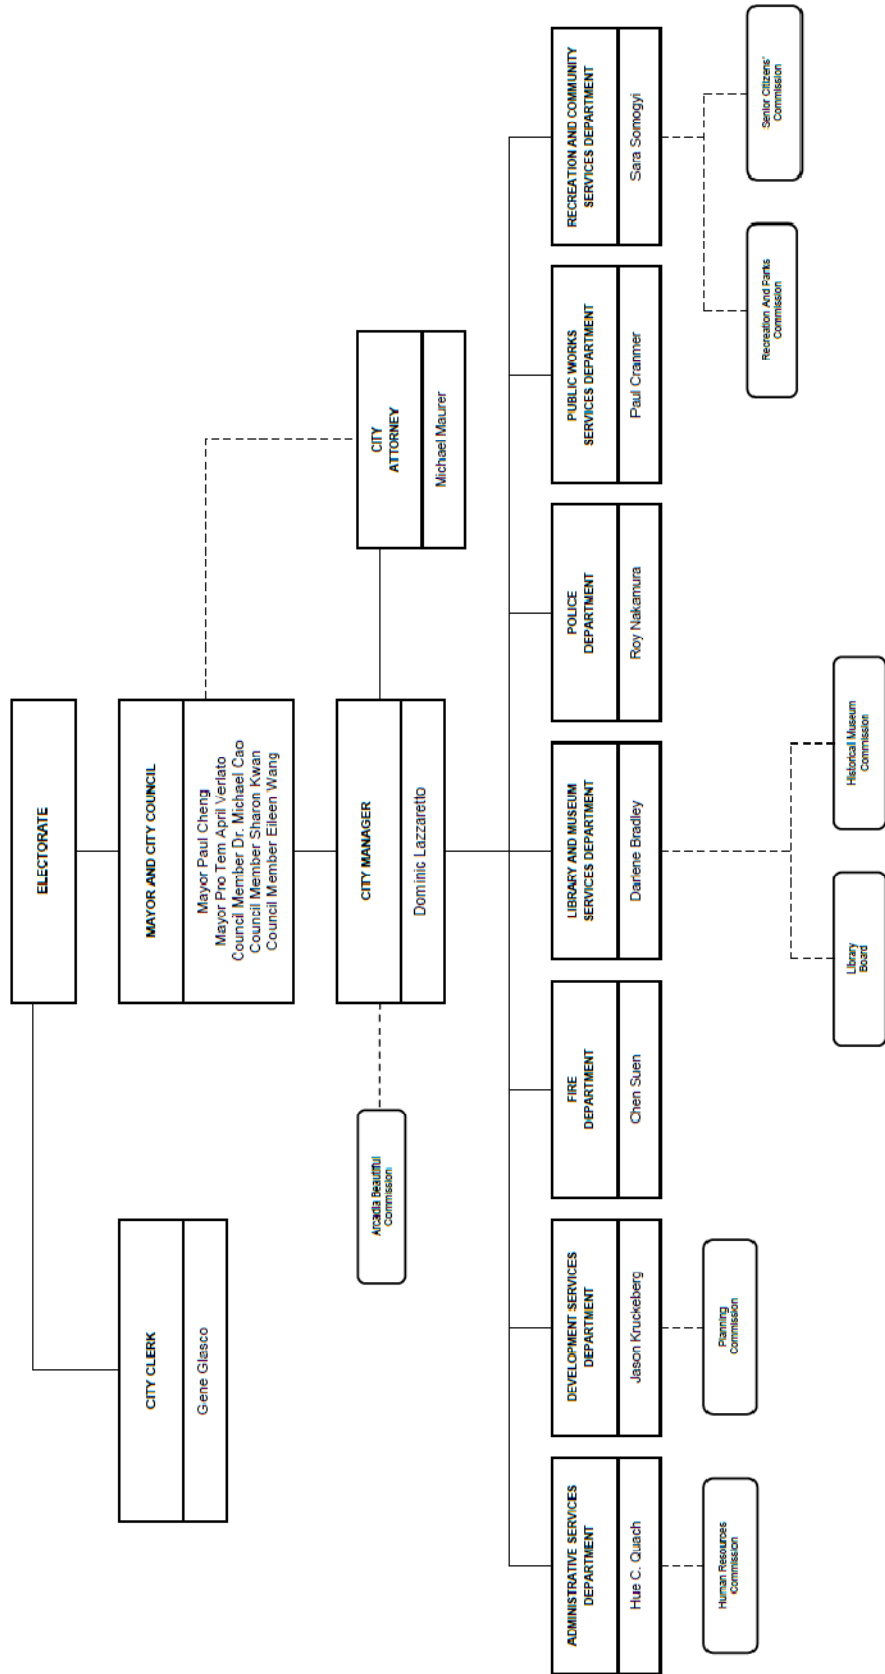 ELECTORATE
CITY CLERK
Gene Glasco
MAYOR AND CITY COUNCIL
Mayor Paul Cheng
Mayor Pro Tem April Verlato
Council Member Dr. Michael Cao
Council Member Sharon Kwan
Council Member Eileen Wang
Arcadia Beautiful
Commission
CITY MANAGER
Dominic Lazzaretto
CITY
ATTORNEY
Michael Maurer
ADMINISTRATIVE SERVICES
DEPARTMENT
Hue C. Quach
DEVELOPMENT SERVICES
DEPARTMENT
Jason Kruckeberg
FIRE
DEPARTMENT
Chen Suen
LIBRARY AND MUSEUM
SERVICES DEPARTMENT
Darlene Bradley
POLICE
DEPARTMENT
Roy Nakamura
PUBLIC WORKS
SERVICES DEPARTMENT
Paul Cranmer
RECREATION AND COMMUNITY
SERVICES DEPARTMENT
Sara Somogyi
Human Resources
Commission
Planning
Commission
Library
Board
Historical Museum
Commission
Recreation And Parks
Commission
Senior Citizens'
Commission